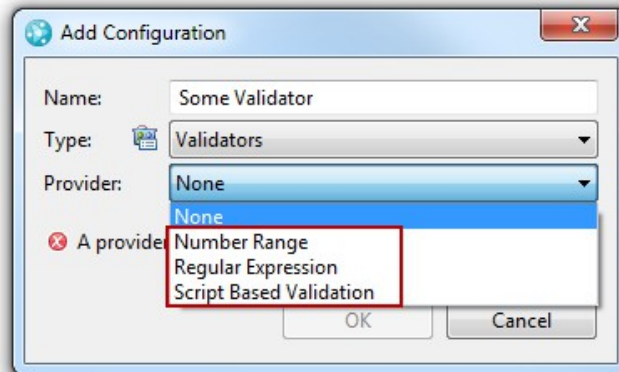 Add Configuration
Name: Some Validator
Type: Validators
Provider: None
None
Number Range
A provide
Regular Expression
Script Based Validation
OK Cancel